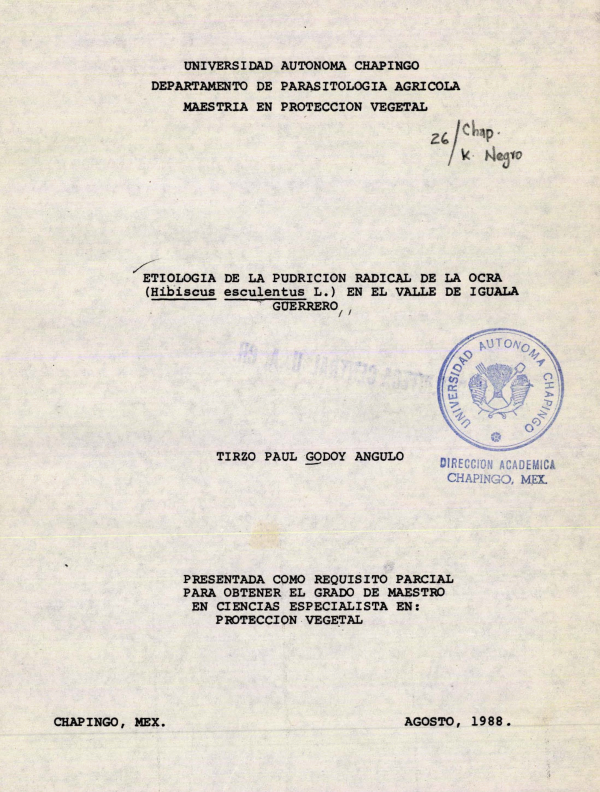 UNIVERSIDAD AUTONOMA CHAPINGO
DEPARTAMENTO DE PARASITOLOGIA AGRICOLA
MAESTRIA EN PROTECCION VEGETAL
26/Chap.
K. Negro
ETIOLOGIA DE LA PUDRICION RADICAL DE LA OCRA
(Hibiscus esculentus L.) EN EL VALLE DE IGUALA
GUERRERO,,
UNIVERSIDAD AUTONOMA CHAPINGO
DIRECCION ACADEMICA
CHAPINGO, MEX.
TIRZO PAUL GODOY ANGULO
PRESENTADA COMO REQUISITO PARCIAL
PARA OBTENER EL GRADO DE MAESTRO
EN CIENCIAS ESPECIALISTA EN:
PROTECCION VEGETAL
CHAPINGO, MEX.
AGOSTO, 1988.